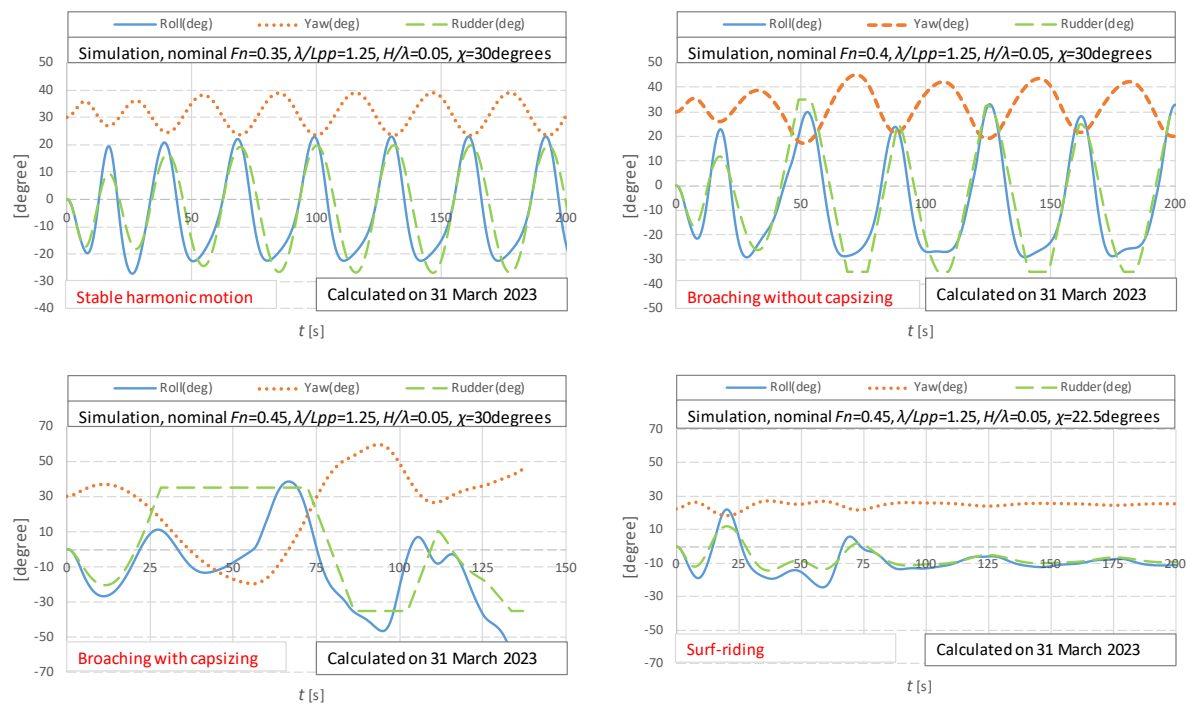 Roll(deg) Yaw(deg) Rudder(deg)
Simulation, nominal Fn=0.35, λ/Lpp=1.25, H/λ=0.05, χ=30degrees
50
40
30
20
10
0
-10
-20
-30
-40
0 50 100 150 200
[degree]
t [s]
Stable harmonic motion
Calculated on 31 March 2023
Roll(deg) Yaw(deg) Rudder(deg)
Simulation, nominal Fn=0.4, λ/Lpp=1.25, H/λ=0.05, χ=30degrees
50
40
30
20
10
0
-10
-20
-30
-40
-50
0 50 100 150 200
[degree]
t [s]
Broaching without capsizing
Calculated on 31 March 2023
Roll(deg) Yaw(deg) Rudder(deg)
Simulation, nominal Fn=0.45, λ/Lpp=1.25, H/λ=0.05, χ=30degrees
70
50
30
10
-10
-30
-50
-70
0 25 50 75 100 125 150
[degree]
t [s]
Broaching with capsizing
Calculated on 31 March 2023
Roll(deg) Yaw(deg) Rudder(deg)
Simulation, nominal Fn=0.45, λ/Lpp=1.25, H/λ=0.05, χ=22.5degrees
70
50
30
10
-10
-30
-50
-70
0 25 50 75 100 125 150 175 200
[degree]
t [s]
Surf-riding
Calculated on 31 March 2023